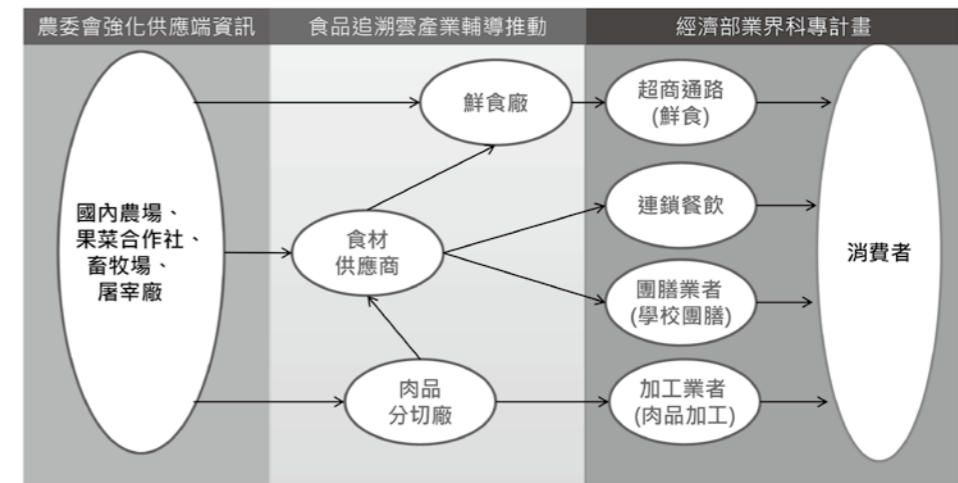 農委會強化供應端資訊
食品追溯雲產業輔導推動
經濟部業界科專計畫
國內農場、
果菜合作社、
畜牧場、
屠宰廠
鮮食廠
食材
供應商
肉品
分切廠
超商通路
(鮮食)
連鎖餐飲
團膳業者
(學校團膳)
加工業者
(肉品加工)
消費者